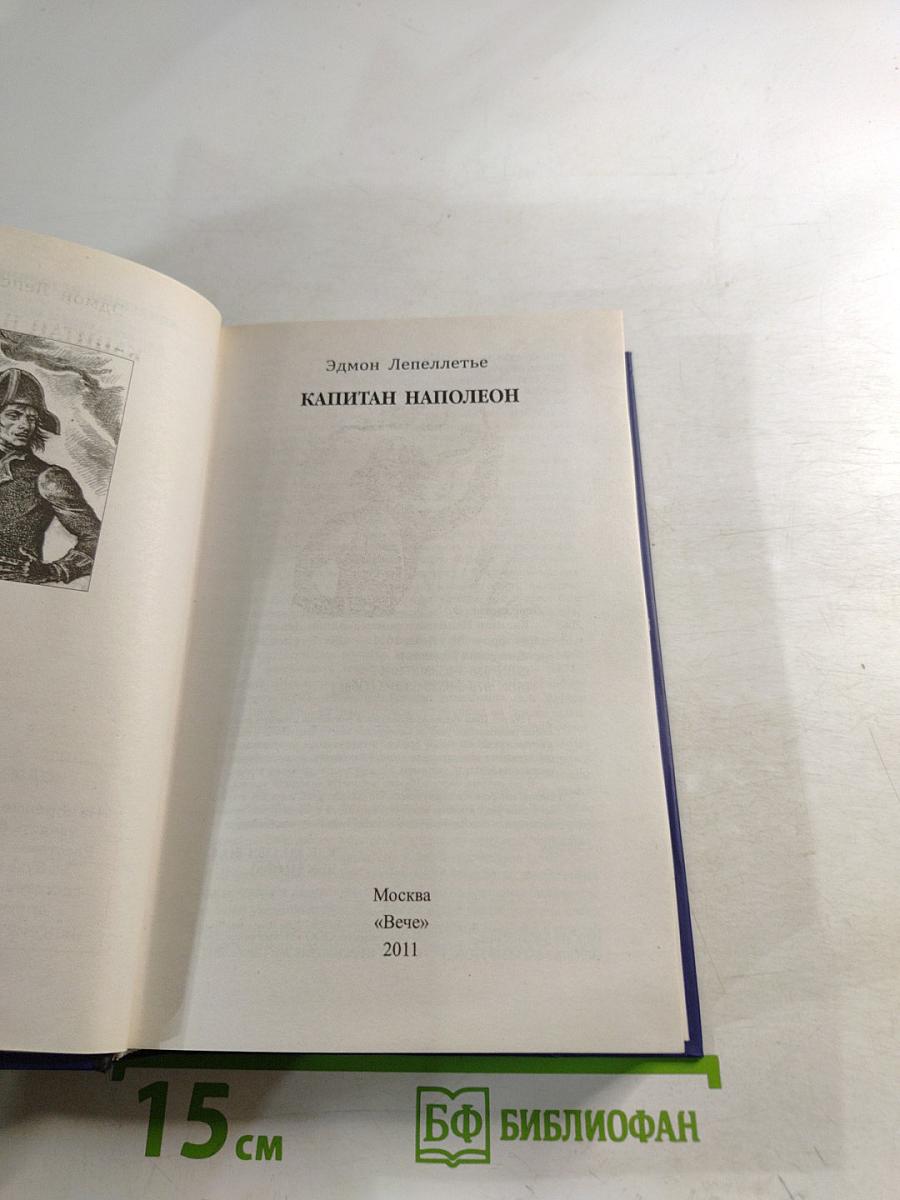 Эдмон Лепеллетье
КАПИТАН НАПОЛЕОН
Москва
«Вече»
2011
15 см
БФ БИБЛИОФАН